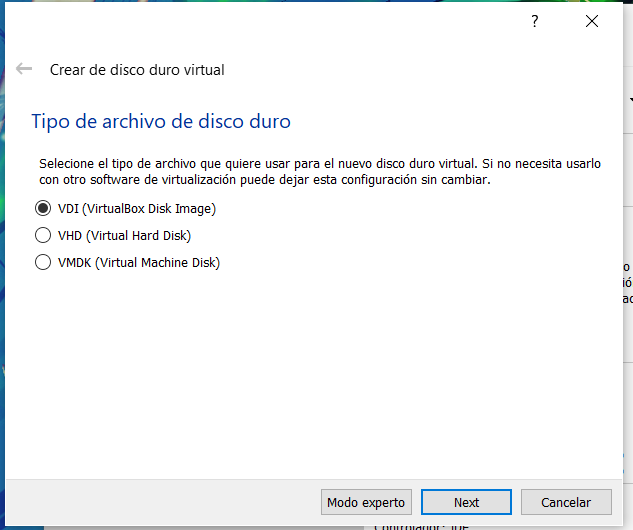 ?
Crear de disco duro virtual
Tipo de archivo de disco duro
Selecione el tipo de archivo que quiere usar para el nuevo disco duro virtual. Si no necesita usarlo
con otro software de virtualización puede dejar esta configuración sin cambiar.
VDI (VirtualBox Disk Image)
VHD (Virtual Hard Disk)
VMDK (Virtual Machine Disk)
Modo experto
Next
Cancelar